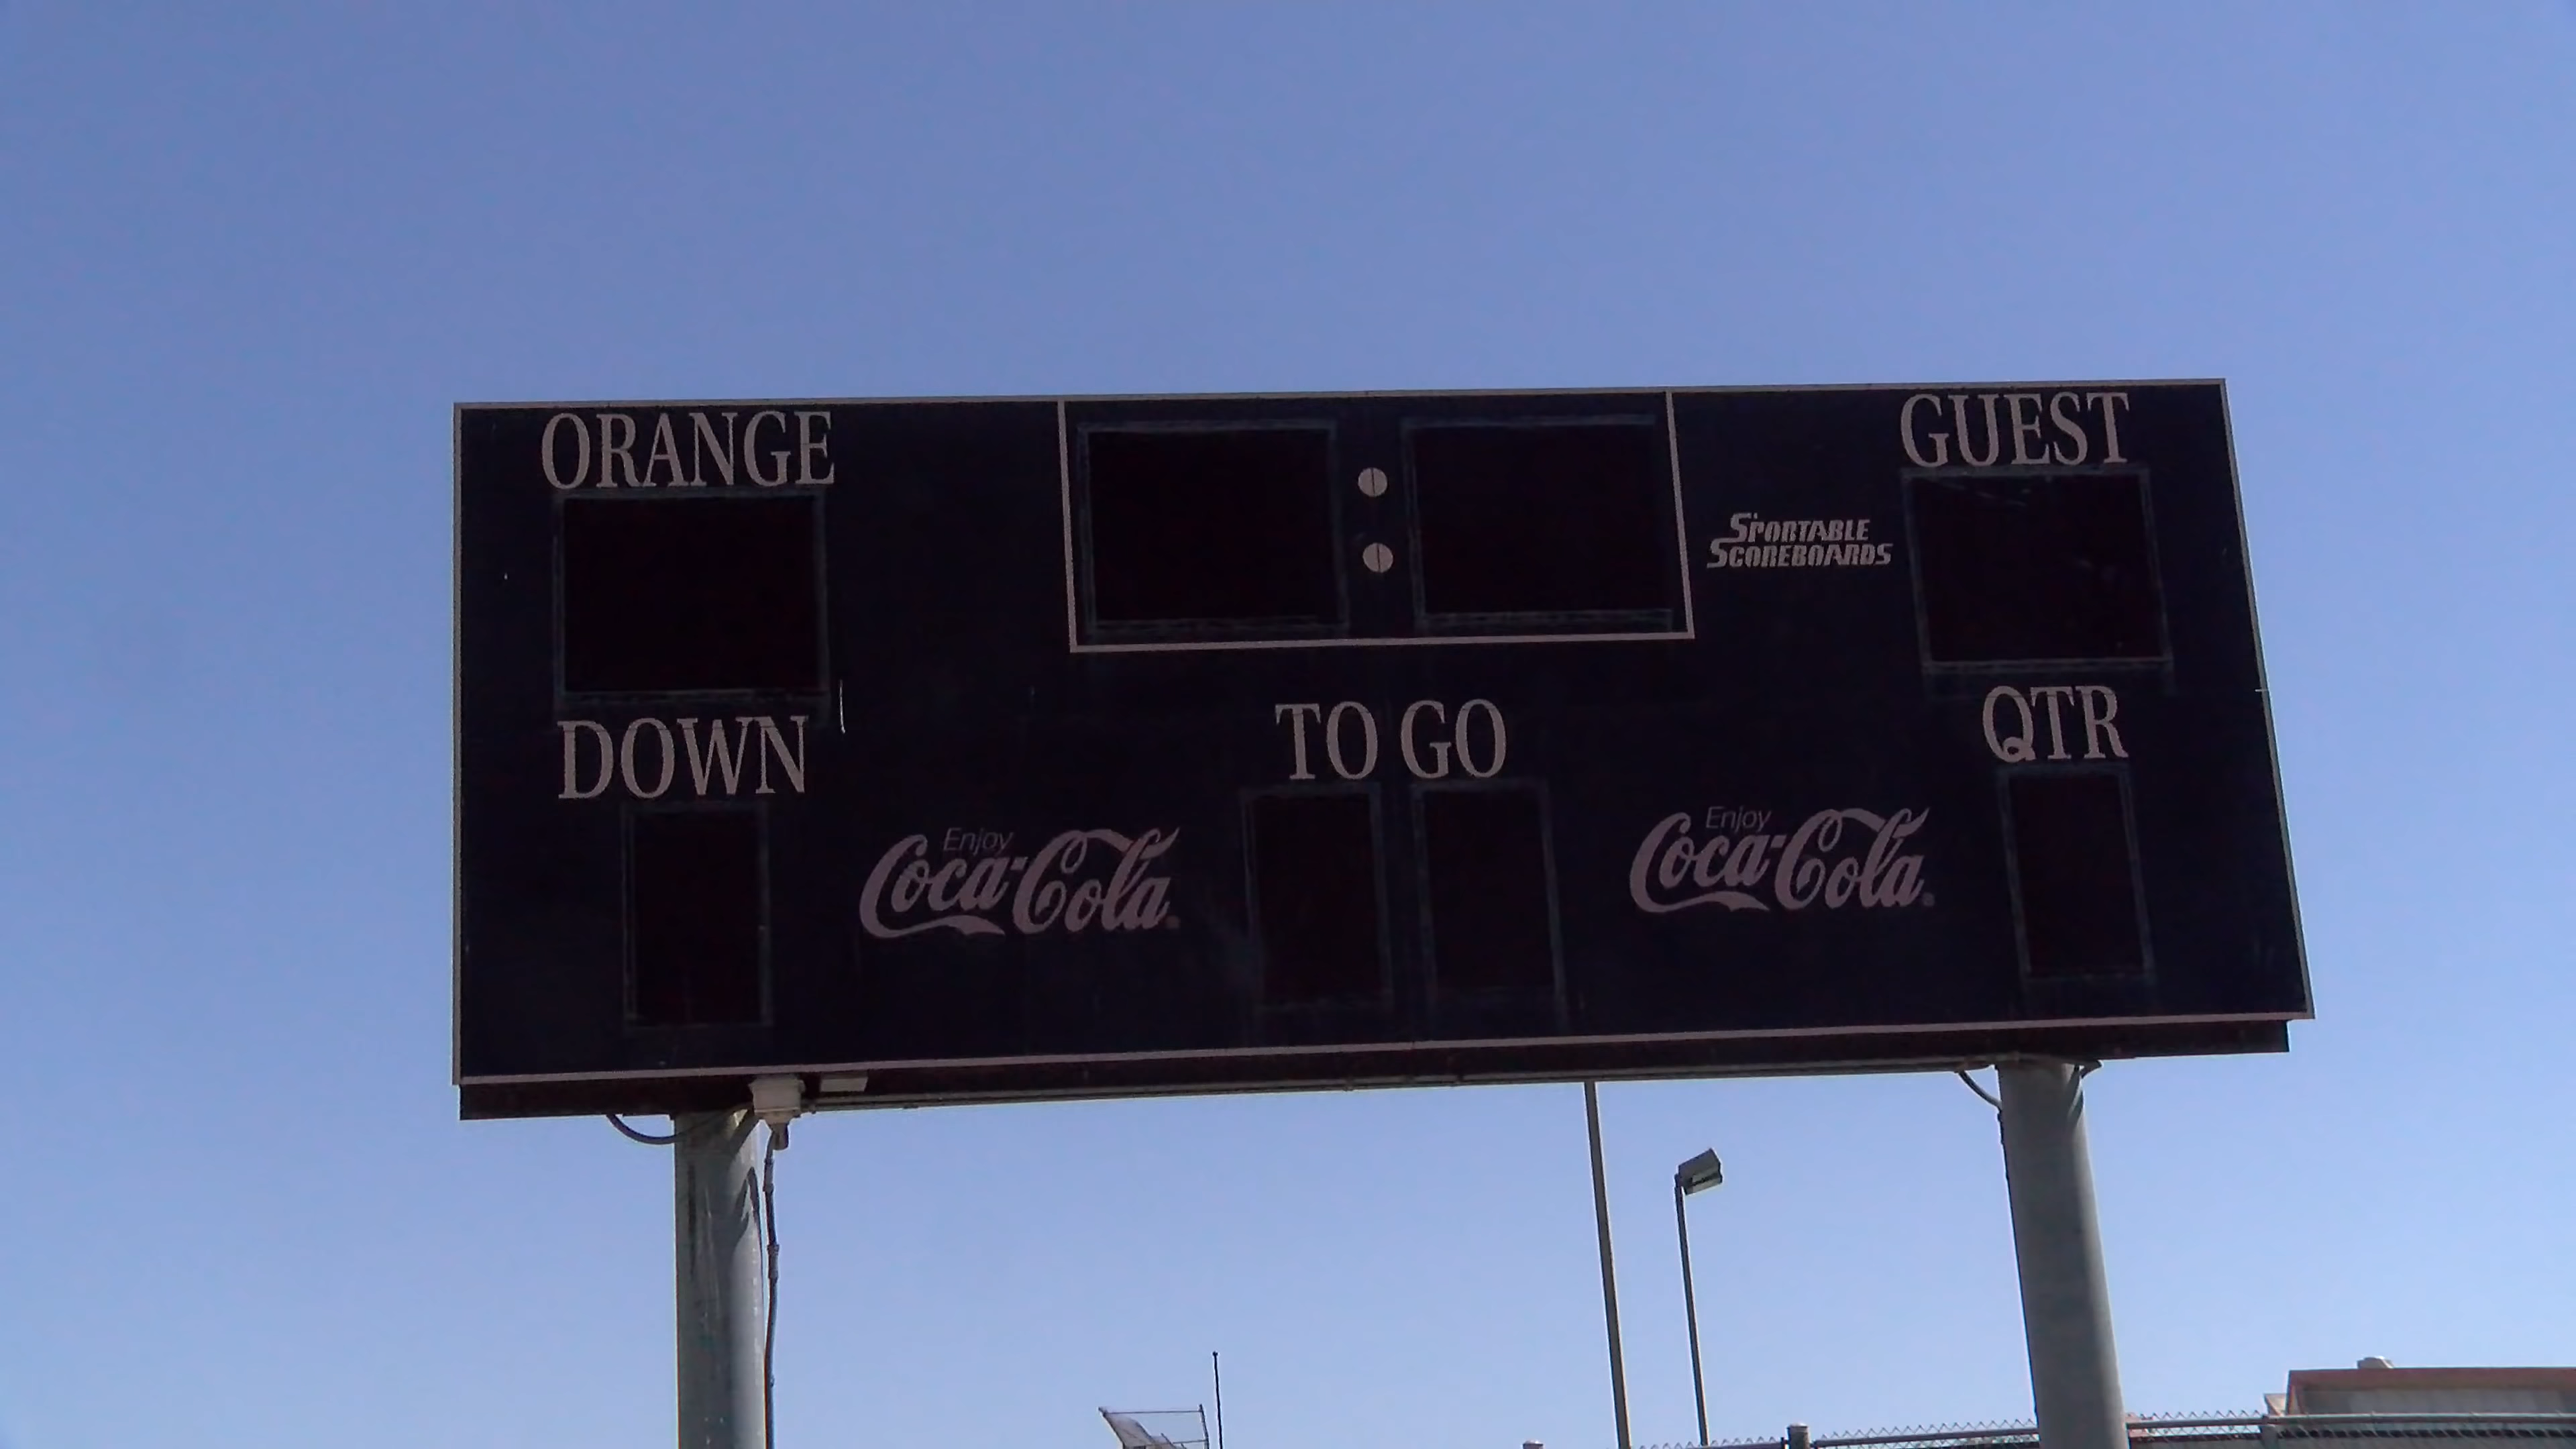 ORANGE
GUEST
SPORTABLE
SCOREBOARDS
DOWN
TO GO
QTR
Enjoy
Coca-Cola
Enjoy
Coca-Cola